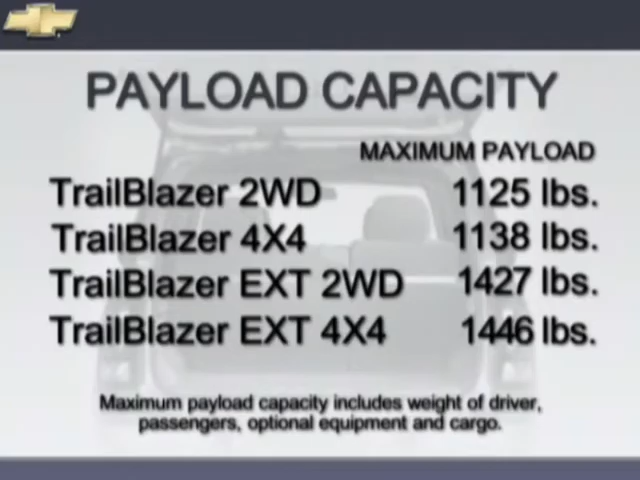 PAYLOAD CAPACITY
MAXIMUM PAYLOAD
TrailBlazer 2WD 1125 lbs.
TrailBlazer 4X4 1138 lbs.
TrailBlazer EXT 2WD 1427 lbs.
TrailBlazer EXT 4X4 1446 lbs.
Maximum payload capacity includes weight of driver,
passengers, optional equipment and cargo.